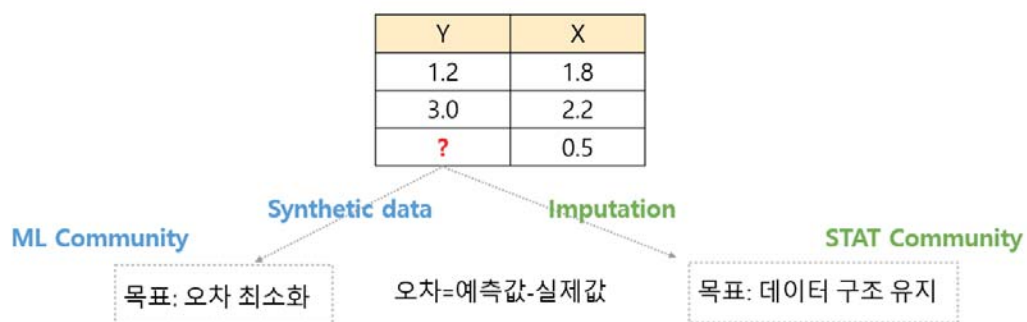 Y X
1.2 1.8
3.0 2.2
? 0.5
Synthetic data Imputation
ML Community STAT Community
목표: 오차 최소화 오차=예측값-실제값 목표: 데이터 구조 유지